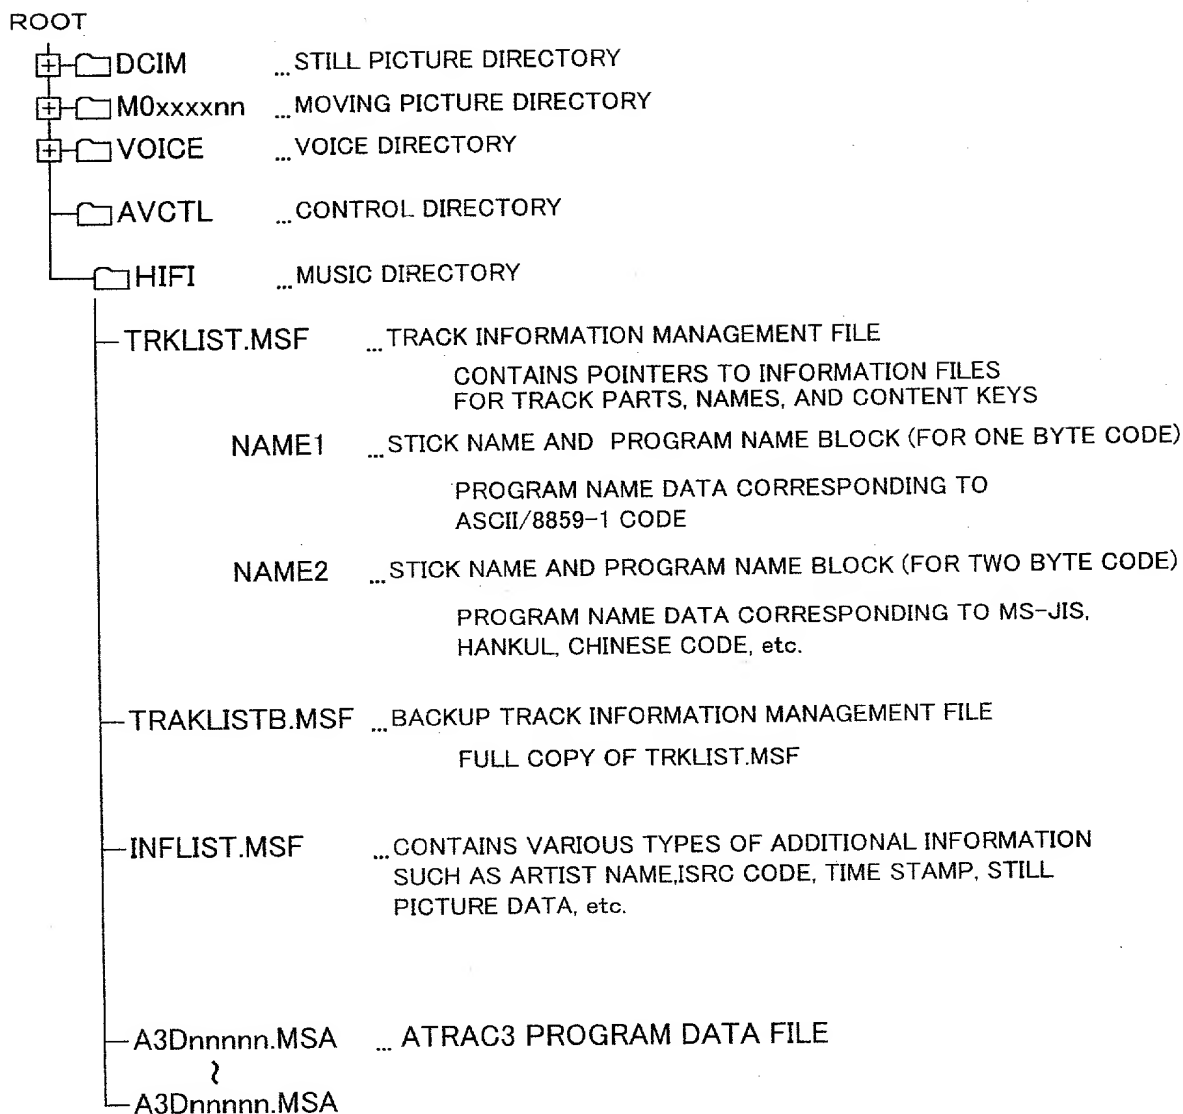 ROOT
DCIM ...STILL PICTURE DIRECTORY
M0xxxxnn ...MOVING PICTURE DIRECTORY
VOICE ...VOICE DIRECTORY
AVCTL ...CONTROL DIRECTORY
HIFI ...MUSIC DIRECTORY
TRKLIST.MSF ...TRACK INFORMATION MANAGEMENT FILE
CONTAINS POINTERS TO INFORMATION FILES
FOR TRACK PARTS, NAMES, AND CONTENT KEYS
NAME1 ...STICK NAME AND PROGRAM NAME BLOCK (FOR ONE BYTE CODE)
PROGRAM NAME DATA CORRESPONDING TO
ASCII/8859-1 CODE
NAME2 ...STICK NAME AND PROGRAM NAME BLOCK (FOR TWO BYTE CODE)
PROGRAM NAME DATA CORRESPONDING TO MS-JIS,
HANKUL, CHINESE CODE, etc.
TRAKLISTB.MSF ...BACKUP TRACK INFORMATION MANAGEMENT FILE
FULL COPY OF TRKLIST.MSF
INFLIST.MSF ...CONTAINS VARIOUS TYPES OF ADDITIONAL INFORMATION
SUCH AS ARTIST NAME,ISRC CODE, TIME STAMP, STILL
PICTURE DATA, etc.
A3Dnnnnn.MSA ... ATRAC3 PROGRAM DATA FILE
A3Dnnnnn.MSA